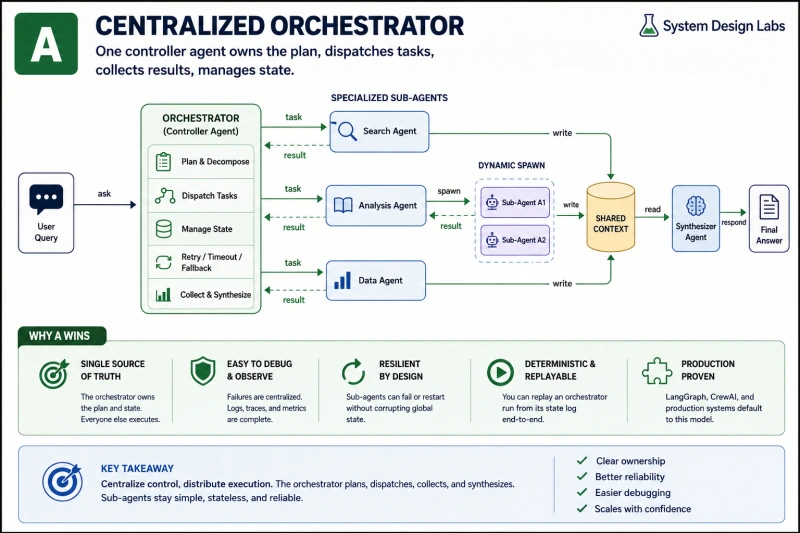 A
CENTRALIZED ORCHESTRATOR
One controller agent owns the plan, dispatches tasks,
collects results, manages state.
System Design Labs
User
Query
ask
ORCHESTRATOR
(Controller Agent)
Plan & Decompose
Dispatch Tasks
Manage State
Retry / Timeout /
Fallback
Collect & Synthesize
task
result
task
result
task
result
SPECIALIZED SUB-AGENTS
Search Agent
Analysis Agent
Data Agent
spawn
result
DYNAMIC SPAWN
Sub-Agent A1
Sub-Agent A2
write
write
write
SHARED
CONTEXT
read
Synthesizer
Agent
respond
Final
Answer
WHY A WINS
SINGLE SOURCE
OF TRUTH
The orchestrator owns
the plan and state.
Everyone else executes.
EASY TO DEBUG
& OBSERVE
Failures are centralized.
Logs, traces, and metrics
are complete.
RESILIENT
BY DESIGN
Sub-agents can fail or restart
without corrupting global
state.
DETERMINISTIC &
REPLAYABLE
You can replay an orchestrator
run from its state log
end-to-end.
PRODUCTION
PROVEN
LangGraph, CrewAI, and
production systems default
to this model.
KEY TAKEAWAY
Centralize control, distribute execution. The orchestrator plans, dispatches, collects, and synthesizes.
Sub-agents stay simple, stateless, and reliable.
Clear ownership
Better reliability
Easier debugging
Scales with confidence